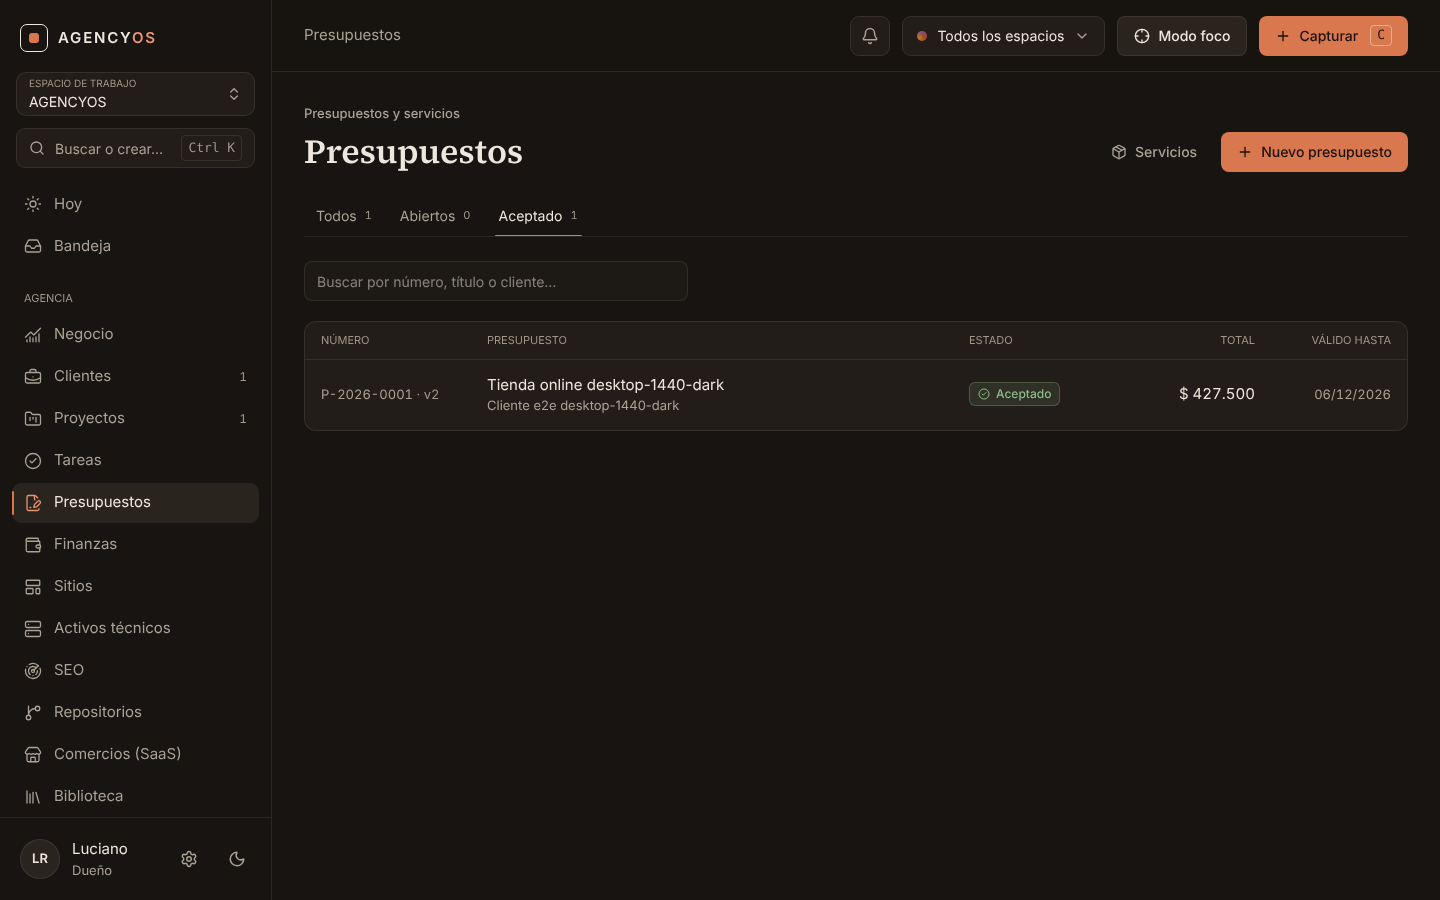 AGENCYOS
ESPACIO DE TRABAJO
AGENCYOS
Buscar o crear... Ctrl K
Hoy
Bandeja
AGENCIA
Negocio
Clientes 1
Proyectos 1
Tareas
Presupuestos
Finanzas
Sitios
Activos técnicos
SEO
Repositorios
Comercios (SaaS)
Biblioteca
LR
Luciano
Dueño
Presupuestos
Todos los espacios
Modo foco
Capturar C
Presupuestos y servicios
Presupuestos
Servicios
Nuevo presupuesto
Todos 1 Abiertos 0 Aceptado 1
Buscar por número, título o cliente...
NÚMERO PRESUPUESTO ESTADO TOTAL VÁLIDO HASTA
P-2026-0001 · v2 Tienda online desktop-1440-dark Aceptado $ 427.500 06/12/2026
Cliente e2e desktop-1440-dark